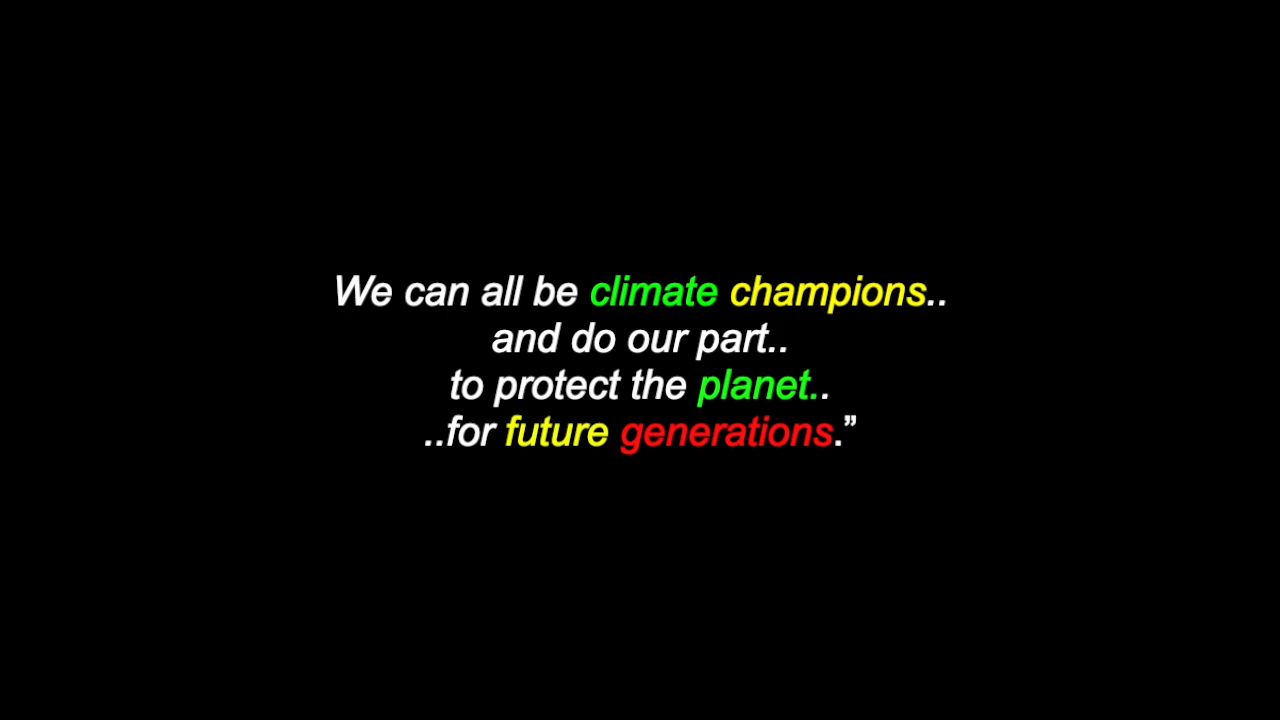 We can all be climate champions..
and do our part..
to protect the planet..
..for future generations.”